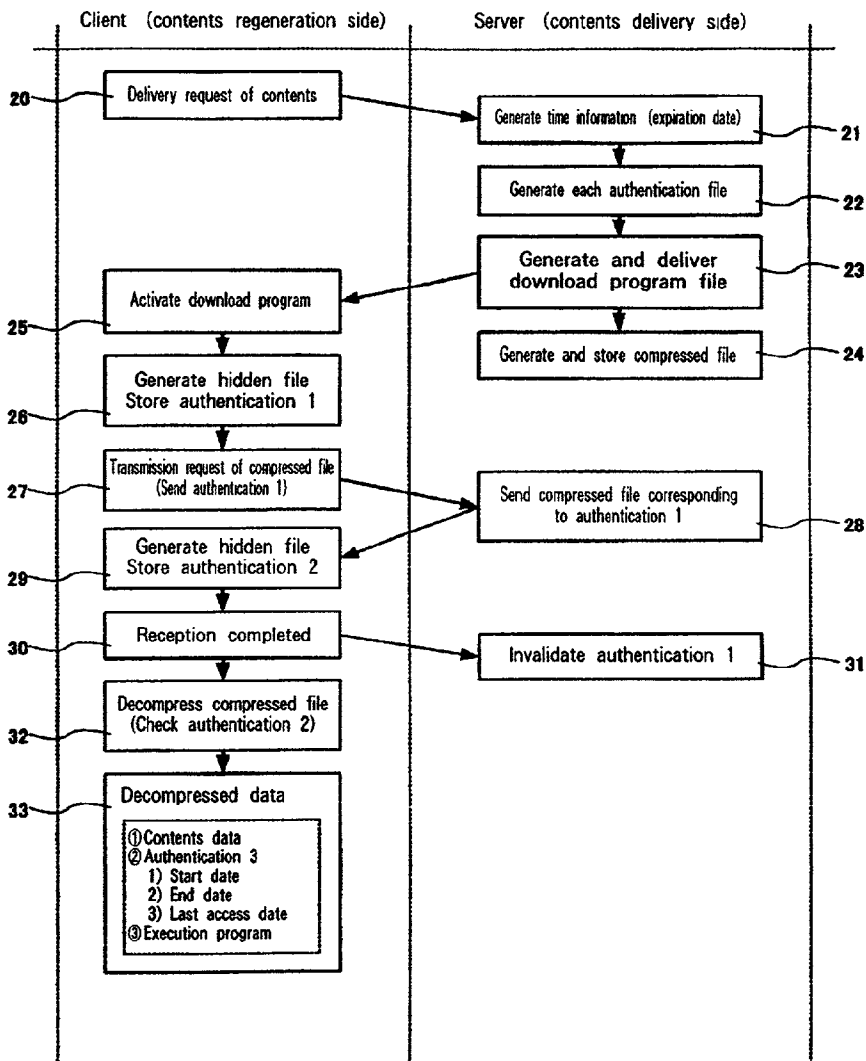 Client (contents regeneration side)
Server (contents delivery side)
20
Delivery request of contents
Generate time information (expiration date)
21
Generate each authentication file
22
Generate and deliver
download program file
23
Activate download program
25
Generate and store compressed file
24
Generate hidden file
Store authentication 1
26
Transmission request of compressed file
(Send authentication 1)
27
Send compressed file corresponding
to authentication 1
28
Generate hidden file
Store authentication 2
29
Reception completed
30
Invalidate authentication 1
31
Decompress compressed file
(Check authentication 2)
32
33
Decompressed data
①Contents data
②Authentication 3
1) Start date
2) End date
3) Last access date
③Execution program